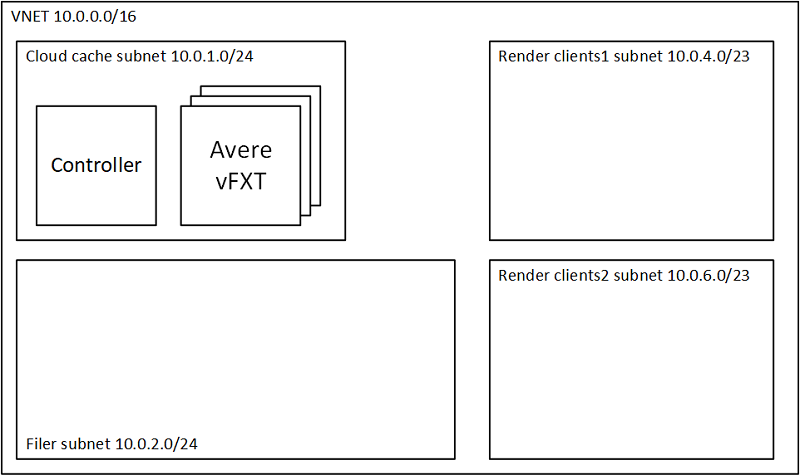 VNET 10.0.0.0/16
Cloud cache subnet 10.0.1.0/24
Controller
Avere
vFXT
Render clients1 subnet 10.0.4.0/23
Filer subnet 10.0.2.0/24
Render clients2 subnet 10.0.6.0/23